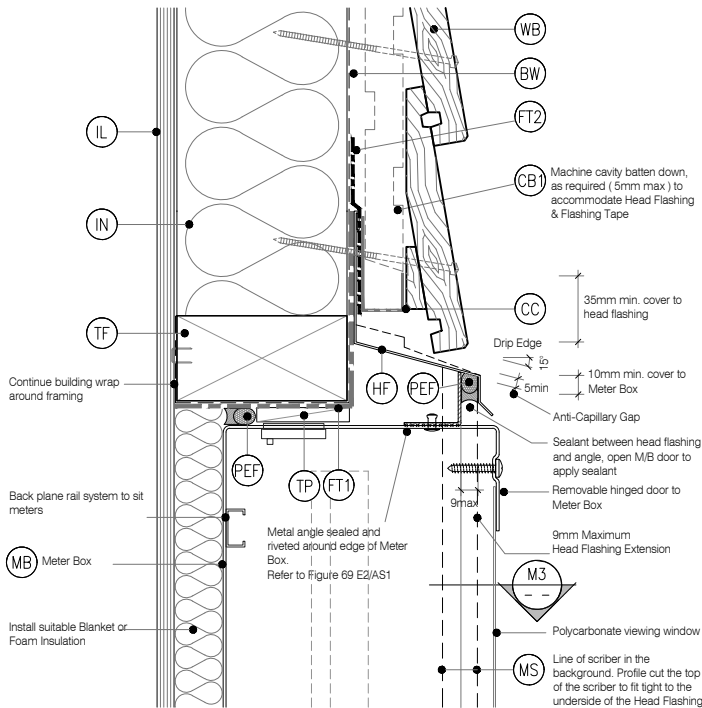 WB
BW
FT2
IL
CB1
Machine cavity batten down,
as required ( 5mm max ) to
accommodate Head Flashing
& Flashing Tape
IN
CC
35mm min. cover to
head flashing
TF
Drip Edge
15°
10mm min. cover to
Meter Box
5min
Continue building wrap
around framing
HF
PEF
Anti-Capillary Gap
Sealant between head flashing
and angle, open M/B door to
apply sealant
PEF
TP
FT1
Back plane rail system to sit
meters
Removable hinged door to
Meter Box
9max
Metal angle sealed and
riveted around edge of Meter
Box.
Refer to Figure 69 E2/AS1
9mm Maximum
Head Flashing Extension
MB
Meter Box
M3
-- --
Install suitable Blanket or
Foam Insulation
Polycarbonate viewing window
MS
Line of scriber in the
background. Profile cut the top
of the scriber to fit tight to the
underside of the Head Flashing